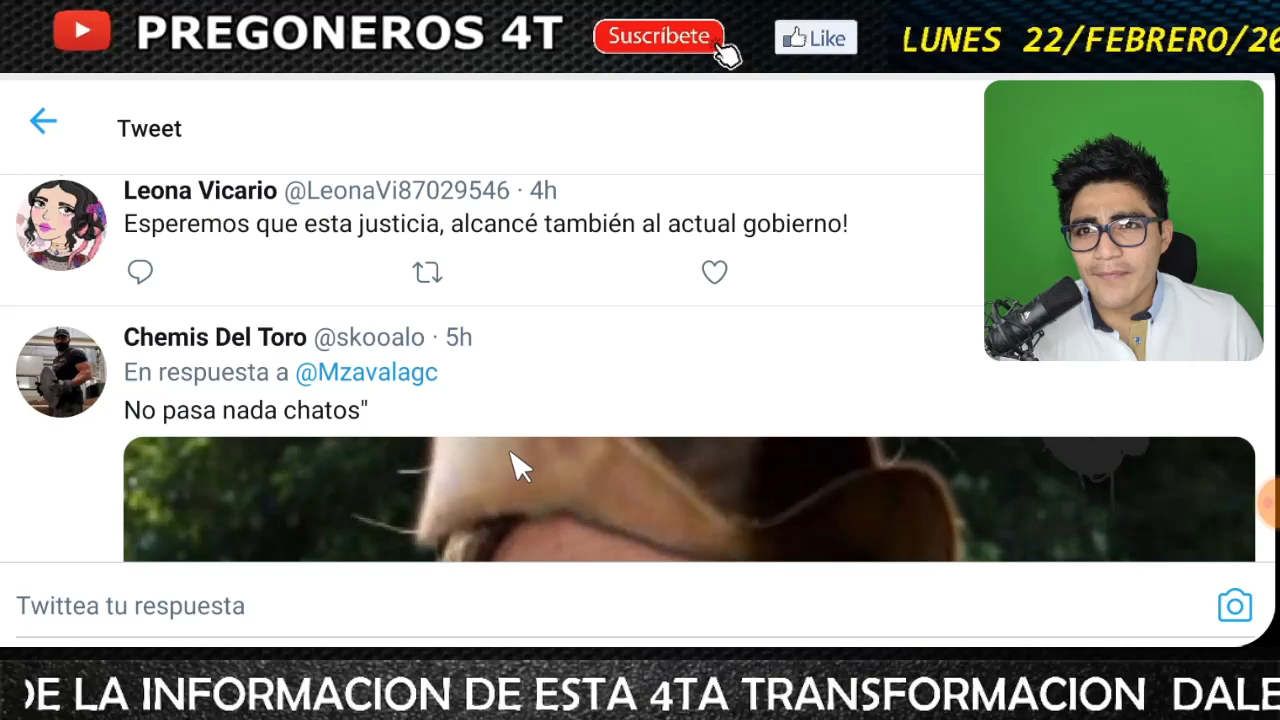 PREGONEROS 4T
Suscríbete
Like
LUNES 22/FEBRERO/20
Tweet
Leona Vicario @LeonaVi87029546 · 4h
Esperemos que esta justicia, alcancé también al actual gobierno!
Chemis Del Toro @skooalo · 5h
En respuesta a @Mzavalagc
No pasa nada chatos"
Twittea tu respuesta
DE LA INFORMACION DE ESTA 4TA TRANSFORMACION DALE